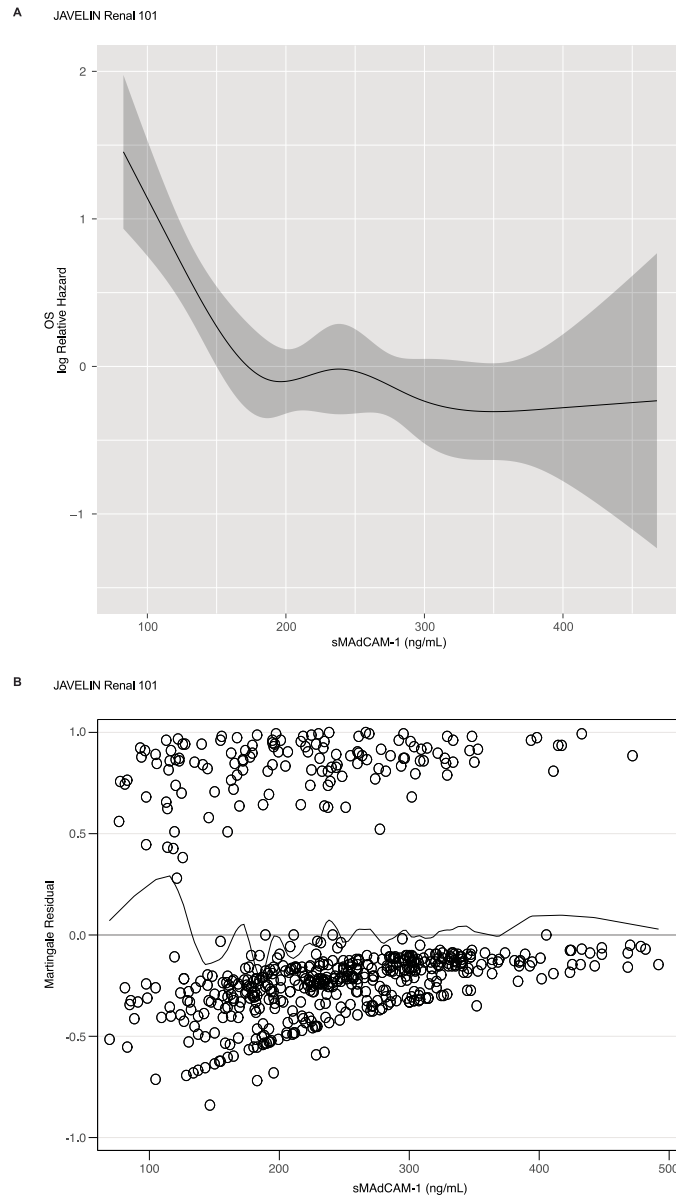 A
JAVELIN Renal 101
2
1
0
−1
OS
log Relative Hazard
100 200 300 400
sMAdCAM-1 (ng/mL)
B
JAVELIN Renal 101
1.0
0.5
0.0
-0.5
-1.0
Martingale Residual
100 200 300 400 500
sMAdCAM-1 (ng/mL)